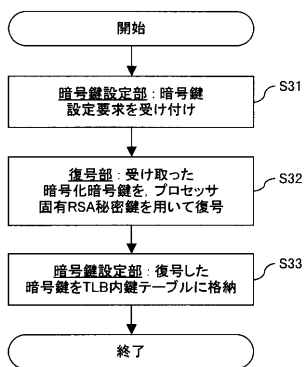 開始
暗号鍵設定部：暗号鍵
設定要求を受け付け
S31
復号部：受け取った
暗号化暗号鍵を，プロセッサ
固有RSA秘密鍵を用いて復号
S32
暗号鍵設定部：復号した
暗号鍵をTLB内鍵テーブルに格納
S33
終了